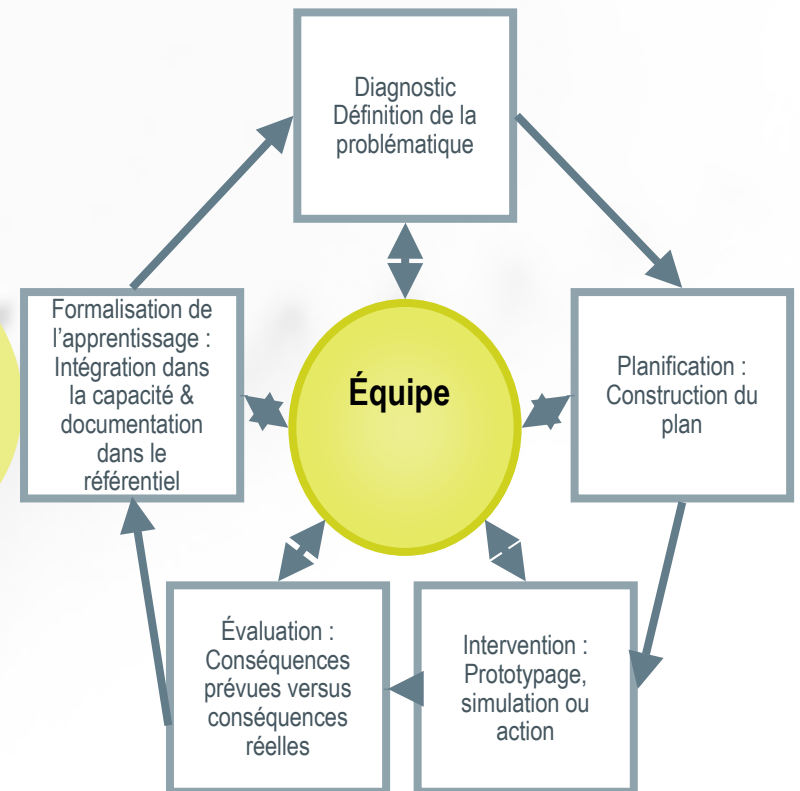 Diagnostic
Définition de la
problématique
Formalisation de
l’apprentissage :
Intégration dans
la capacité &
documentation
dans le
référentiel
Équipe
Planification :
Construction du
plan
Évaluation :
Conséquences
prévues versus
conséquences
réelles
Intervention :
Prototypage,
simulation ou
action